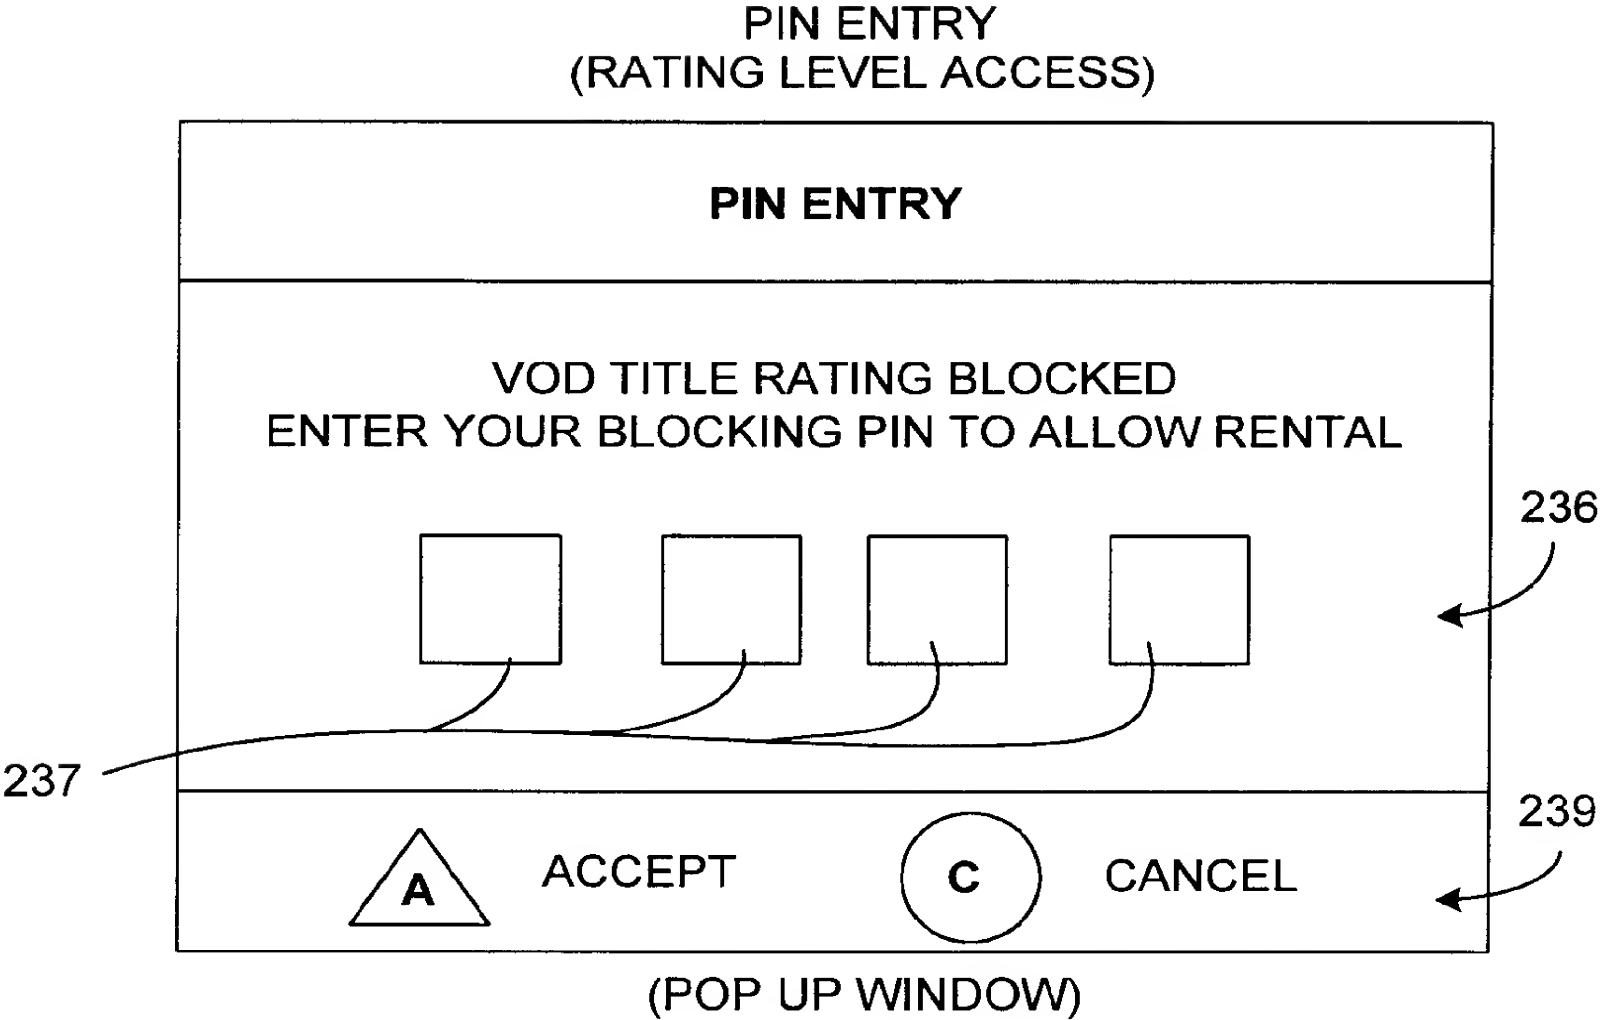 PIN ENTRY
(RATING LEVEL ACCESS)
PIN ENTRY
VOD TITLE RATING BLOCKED
ENTER YOUR BLOCKING PIN TO ALLOW RENTAL
236
237
239
A ACCEPT C CANCEL
(POP UP WINDOW)